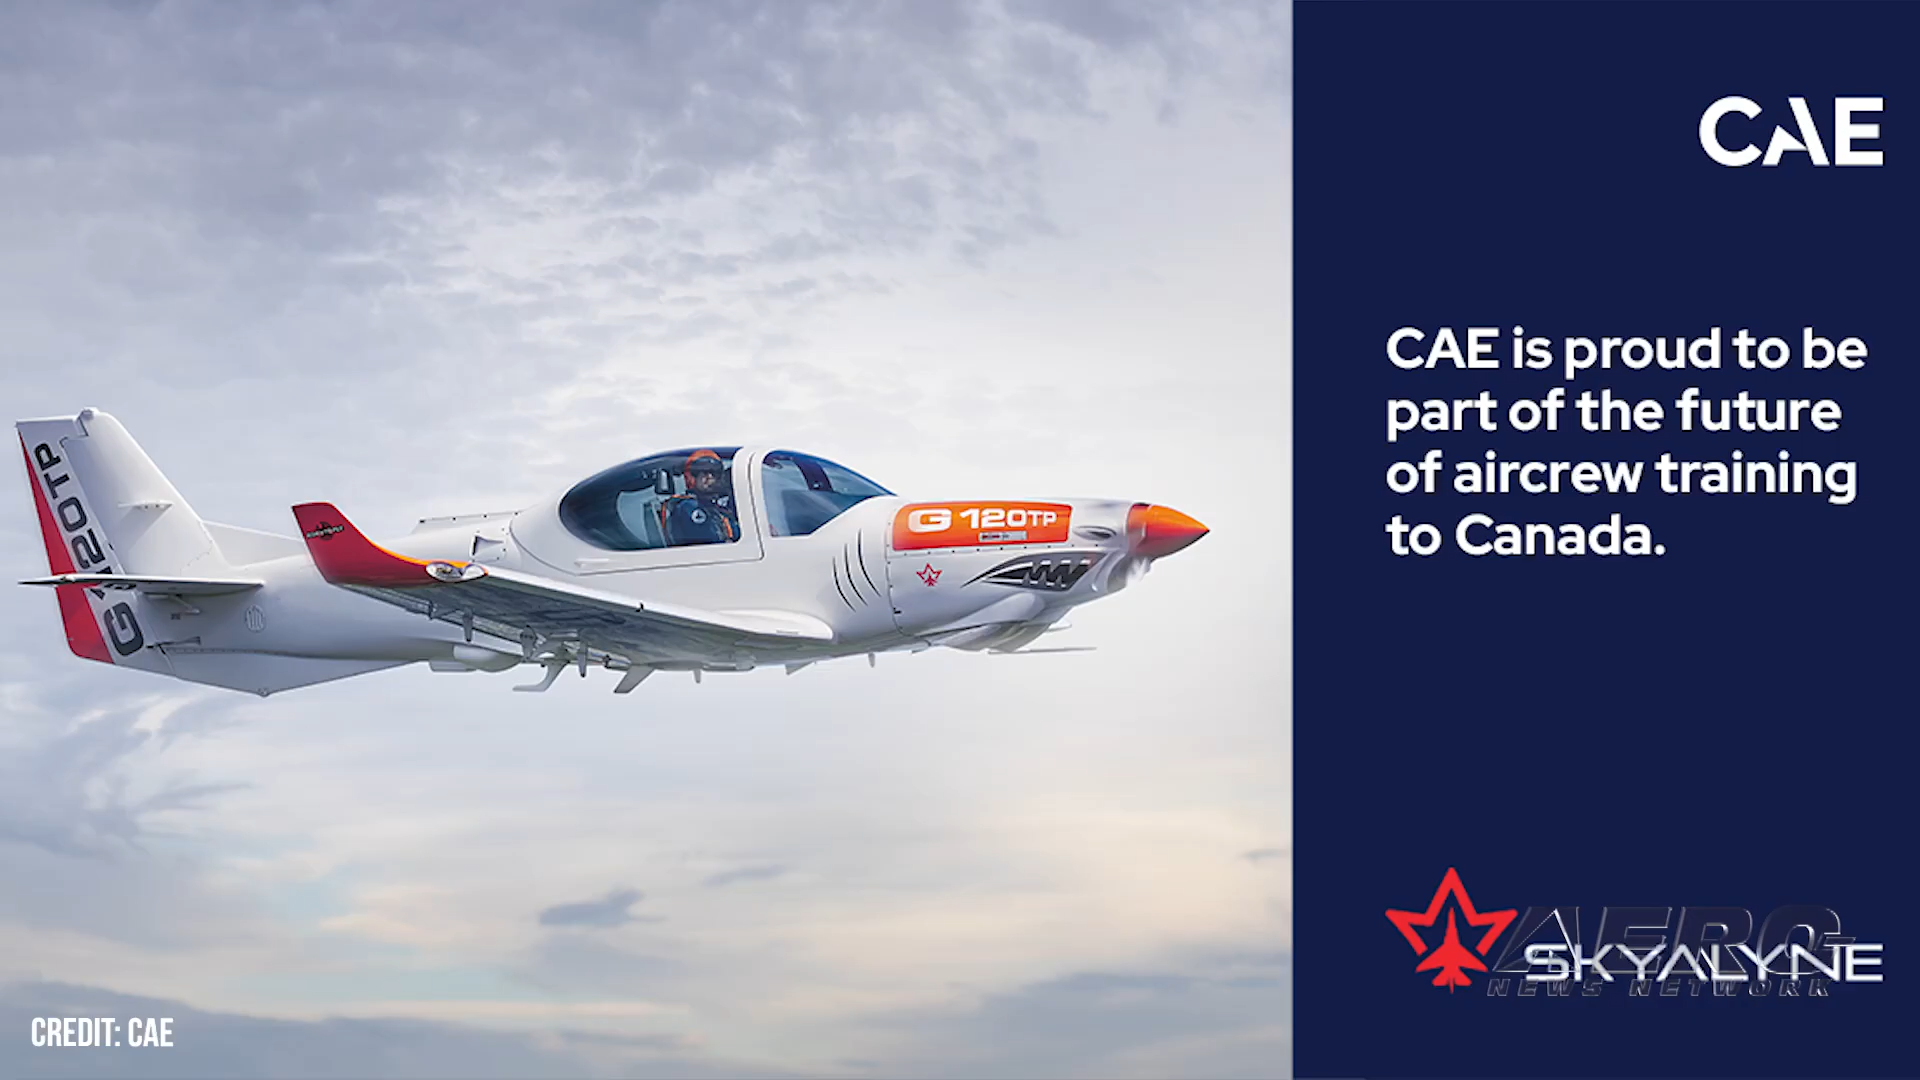 CAE
CAE is proud to be
part of the future
of aircrew training
to Canada.
G120TP
G 120TP
SKYALYNE
AERO
NEWS NETWORK
CREDIT: CAE